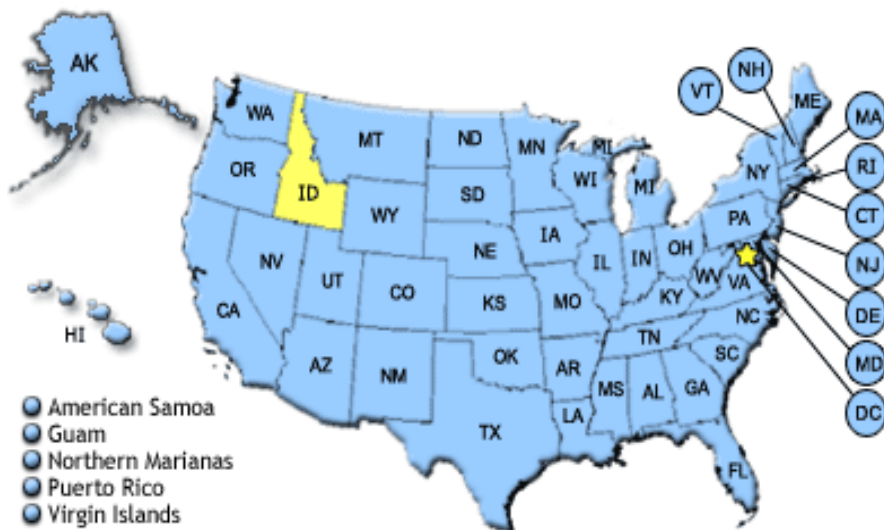 AK
WA
MT
ND
MN
MI
VT
NH
ME
MA
OR
ID
WY
SD
WI
MI
NY
RI
CT
NV
UT
CO
NE
IA
IL
IN
OH
PA
NJ
CA
KS
MO
KY
WV
VA
DE
HI
AZ
NM
OK
AR
TN
NC
SC
MD
TX
LA
MS
AL
GA
DC
FL
American Samoa
Guam
Northern Marianas
Puerto Rico
Virgin Islands